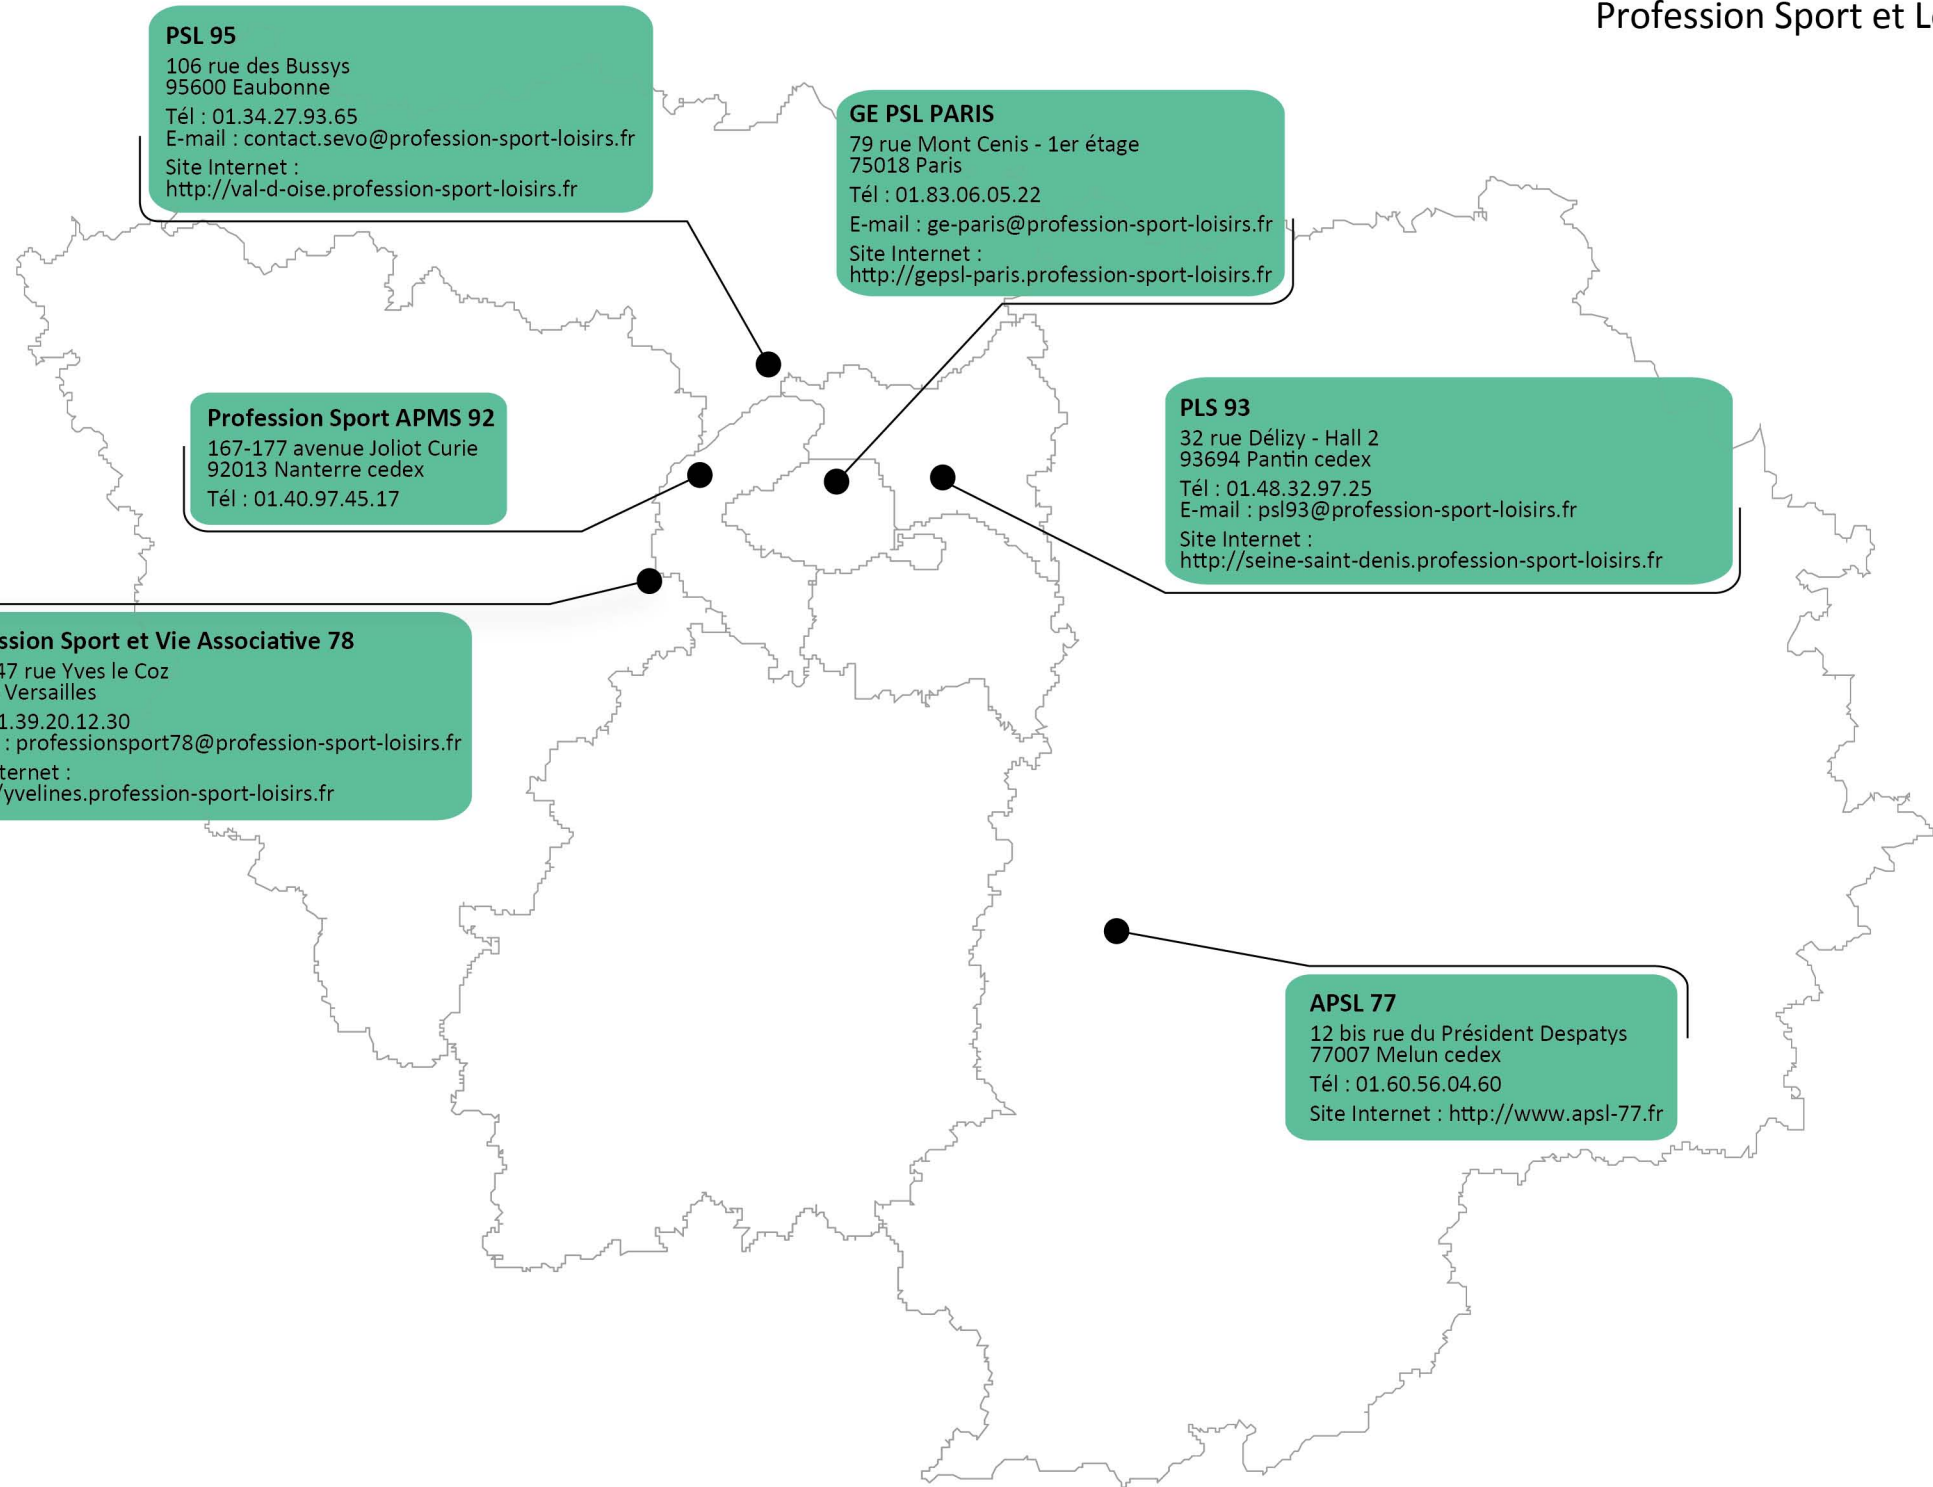 Profession Sport et L
PSL 95
106 rue des Bussys
95600 Eaubonne
Tél : 01.34.27.93.65
E-mail : contact.sevo@profession-sport-loisirs.fr
Site Internet :
http://val-d-oise.profession-sport-loisirs.fr
GE PSL PARIS
79 rue Mont Cenis - 1er étage
75018 Paris
Tél : 01.83.06.05.22
E-mail : ge-paris@profession-sport-loisirs.fr
Site Internet :
http://gepsl-paris.profession-sport-loisirs.fr
Profession Sport APMS 92
167-177 avenue Joliot Curie
92013 Nanterre cedex
Tél : 01.40.97.45.17
PLS 93
32 rue Délizy - Hall 2
93694 Pantin cedex
Tél : 01.48.32.97.25
E-mail : psl93@profession-sport-loisirs.fr
Site Internet :
http://seine-saint-denis.profession-sport-loisirs.fr
ssion Sport et Vie Associative 78
47 rue Yves le Coz
Versailles
1.39.20.12.30
: professionsport78@profession-sport-loisirs.fr
ternet :
/yvelines.profession-sport-loisirs.fr
APSL 77
12 bis rue du Président Despatys
77007 Melun cedex
Tél : 01.60.56.04.60
Site Internet : http://www.apsl-77.fr